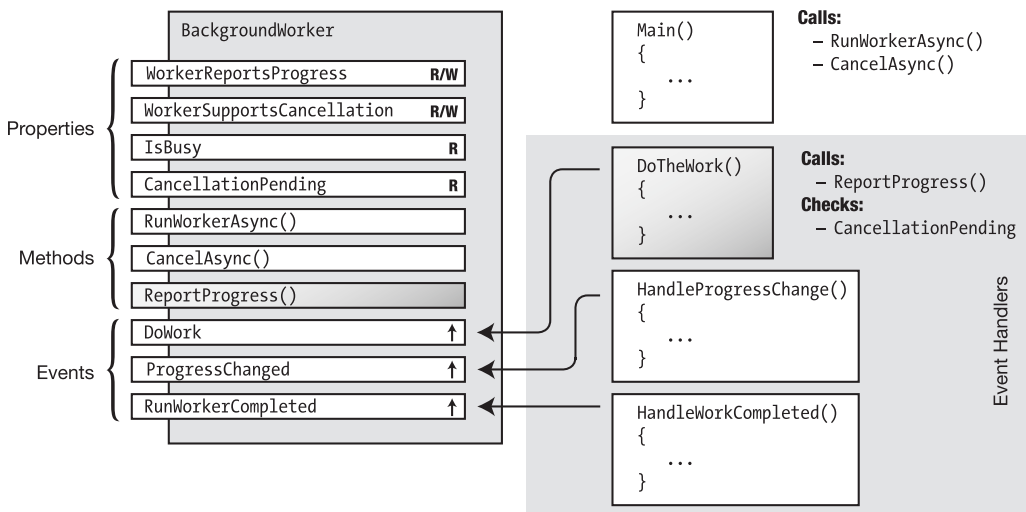 BackgroundWorker
Properties
WorkerReportsProgress R/W
WorkerSupportsCancellation R/W
IsBusy R
CancellationPending R
Methods
RunWorkerAsync()
CancelAsync()
ReportProgress()
Events
DoWork
ProgressChanged
RunWorkerCompleted
Main()
{
...
}
Calls:
– RunWorkerAsync()
– CancelAsync()
DoTheWork()
{
...
}
Calls:
– ReportProgress()
Checks:
– CancellationPending
HandleProgressChange()
{
...
}
HandleWorkCompleted()
{
...
}
Event Handlers